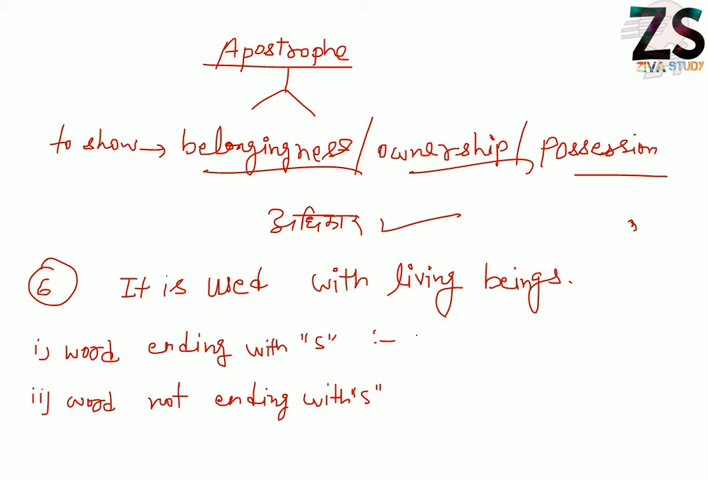 ZS
ZIVA STUDY
Apostrophe
to show → belongingness / ownership /, possession
अधिकार ✓
6 It is used with living beings.
i) word ending with "s" :-
ii) word not ending with "s"